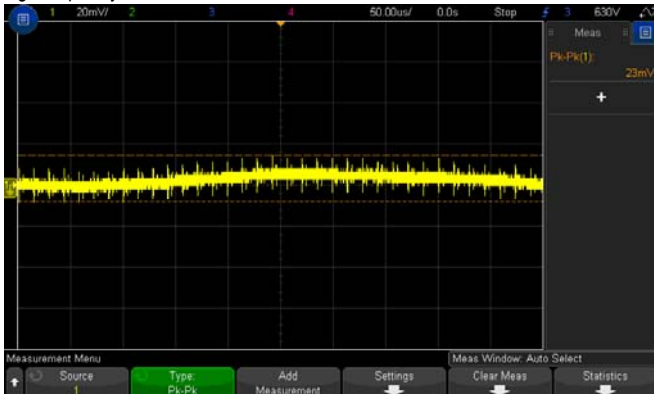 1 20mV/ 2 3 4 50.00us/ 0.0s Stop 3 630V
Meas
Pk-Pk(1):
23mV
+
Measurement Menu Meas Window: Auto Select
Source Type: Add Settings Clear Meas Statistics
1 Pk-Pk Measurement